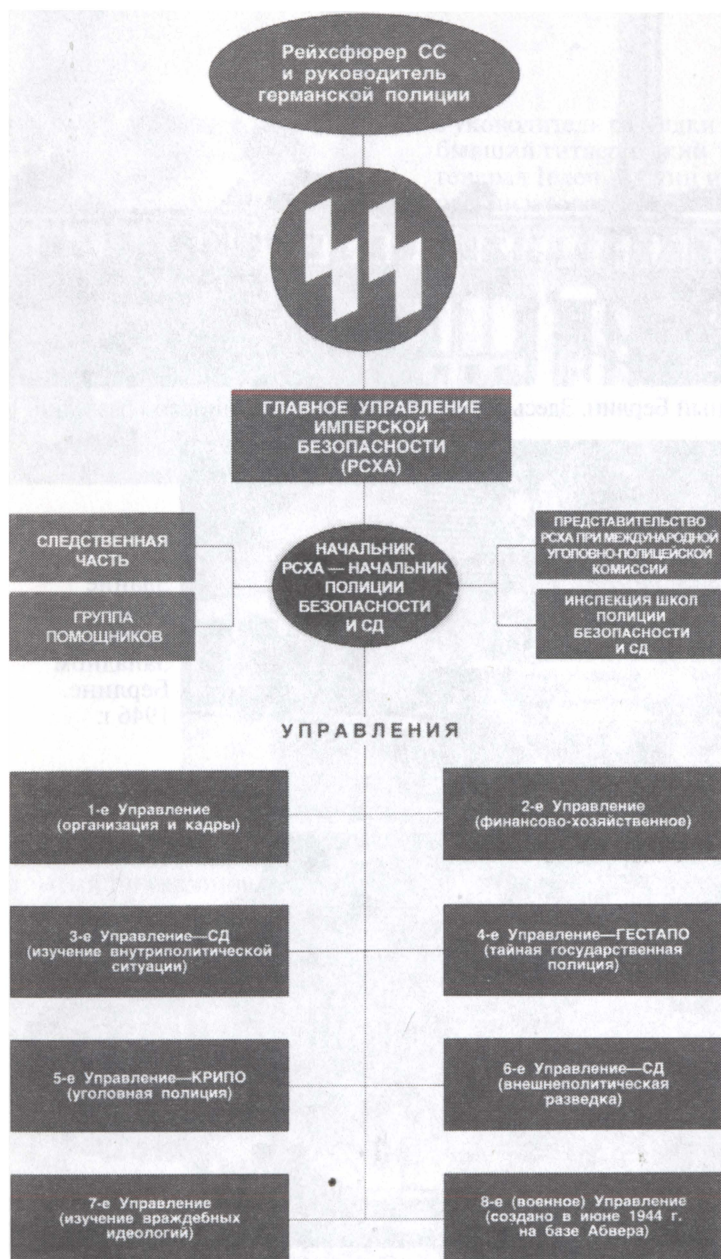 Рейхсфюрер СС
и руководитель
германской полиции
ГЛАВНОЕ УПРАВЛЕНИЕ
ИМПЕРСКОЙ
БЕЗОПАСНОСТИ
(РСХА)
СЛЕДСТВЕННАЯ
ЧАСТЬ
ГРУППА
ПОМОЩНИКОВ
НАЧАЛЬНИК
РСХА — НАЧАЛЬНИК
ПОЛИЦИИ
БЕЗОПАСНОСТИ
И СД
ПРЕДСТАВИТЕЛЬСТВО
РСХА ПРИ МЕЖДУНАРОДНОЙ
УГОЛОВНО-ПОЛИЦЕЙСКОЙ
КОМИССИИ
ИНСПЕКЦИЯ ШКОЛ
ПОЛИЦИИ
БЕЗОПАСНОСТИ
И СД
УПРАВЛЕНИЯ
1-е Управление
(организация и кадры)
2-е Управление
(финансово-хозяйственное)
3-е Управление—СД
(изучение внутриполитической
ситуации)
4-е Управление—ГЕСТАПО
(тайная государственная
полиция)
5-е Управление—КРИПО
(уголовная полиция)
6-е Управление—СД
(внешнеполитическая
разведка)
7-е Управление
(изучение враждебных
идеологий)
8-е (военное) Управление
(создано в июне 1944 г.
на базе Абвера)